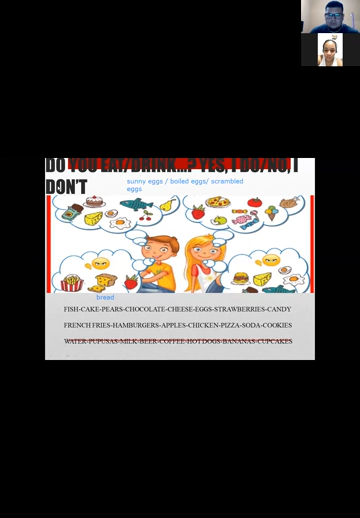 DO YOU EAT/DRINK...? YES, I DO/NO, I
DON'T
sunny eggs / boiled eggs/ scrambled
eggs
bread
FISH-CAKE-PEARS-CHOCOLATE-CHEESE-EGGS-STRAWBERRIES-CANDY
FRENCH FRIES-HAMBURGERS-APPLES-CHICKEN-PIZZA-SODA-COOKIES
WATER-PUPUSAS-MILK-BEER-COFFEE-HOT DOGS-BANANAS-CUPCAKES